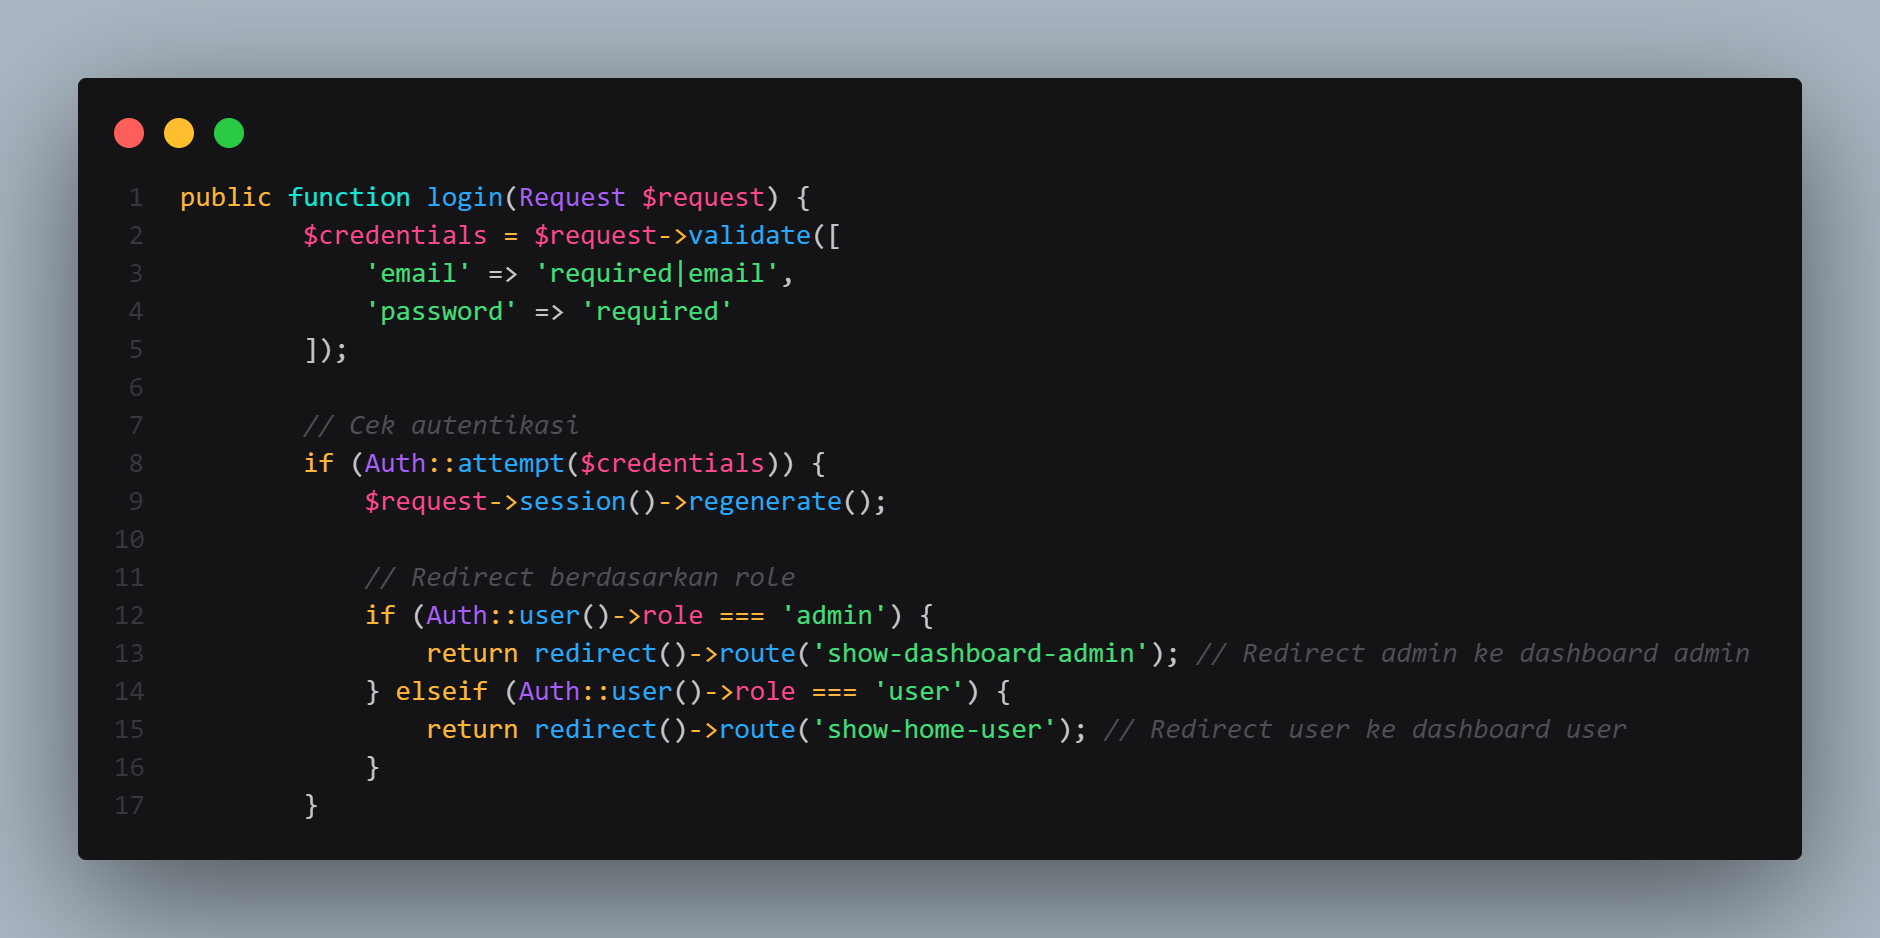 1 public function login(Request $request) {
2 $credentials = $request->validate([
3 'email' => 'required|email',
4 'password' => 'required'
5 ]);
6
7 // Cek autentikasi
8 if (Auth::attempt($credentials)) {
9 $request->session()->regenerate();
10
11 // Redirect berdasarkan role
12 if (Auth::user()->role === 'admin') {
13 return redirect()->route('show-dashboard-admin'); // Redirect admin ke dashboard admin
14 } elseif (Auth::user()->role === 'user') {
15 return redirect()->route('show-home-user'); // Redirect user ke dashboard user
16 }
17 }